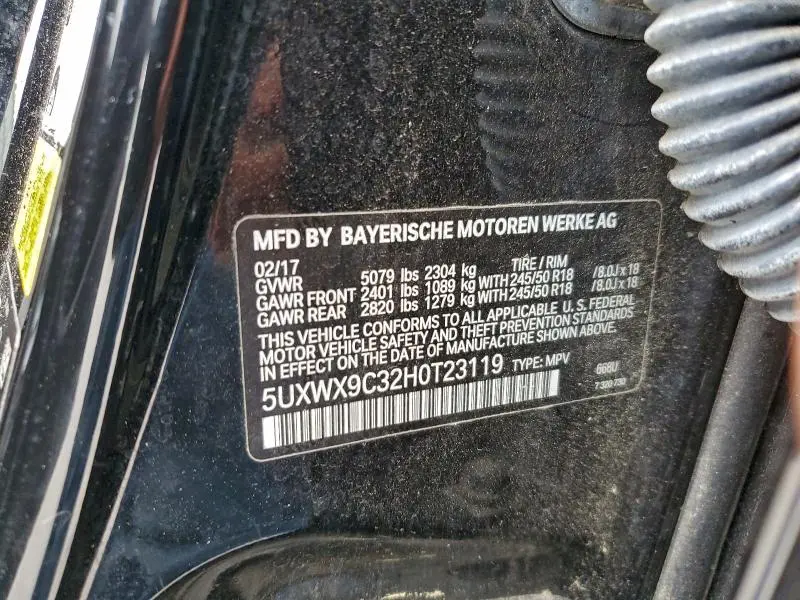 MFD BY BAYERISCHE MOTOREN WERKE AG
02/17 TIRE / RIM
GVWR 5079 lbs 2304 kg
GAWR FRONT 2401 lbs 1089 kg WITH 245/50 R18 /8.0J x 18
GAWR REAR 2820 lbs 1279 kg WITH 245/50 R18 /8.0J x 18
THIS VEHICLE CONFORMS TO ALL APPLICABLE U.S. FEDERAL
MOTOR VEHICLE SAFETY AND THEFT PREVENTION STANDARDS
IN EFFECT ON THE DATE OF MANUFACTURE SHOWN ABOVE.
5UXWX9C32H0T23119 TYPE: MPV 668U
7 320 730